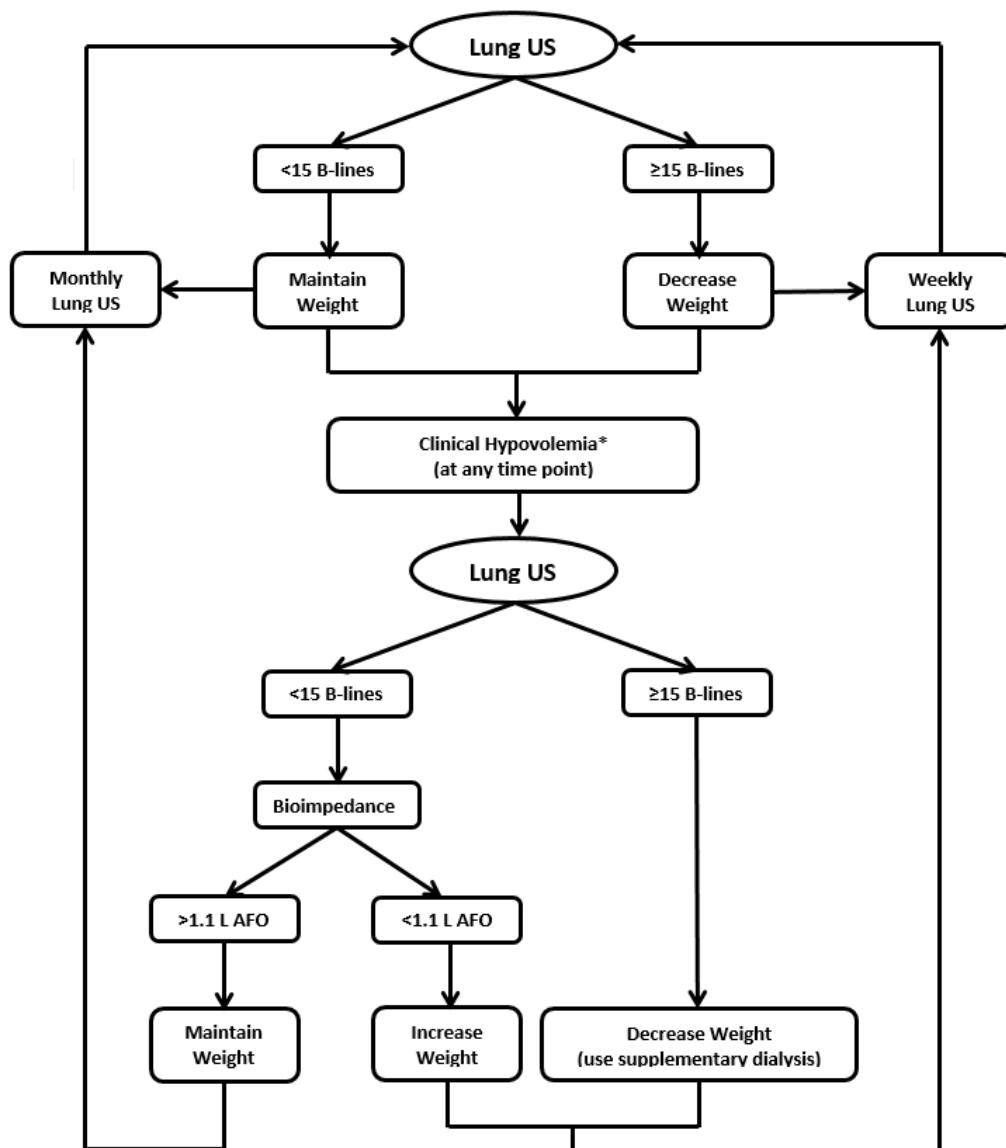 Lung US
<15 B-lines
≥15 B-lines
Monthly
Lung US
Maintain
Weight
Decrease
Weight
Weekly
Lung US
Clinical Hypovolemia*
(at any time point)
Lung US
<15 B-lines
≥15 B-lines
Bioimpedance
>1.1 L AFO
<1.1 L AFO
Maintain
Weight
Increase
Weight
Decrease Weight
(use supplementary dialysis)